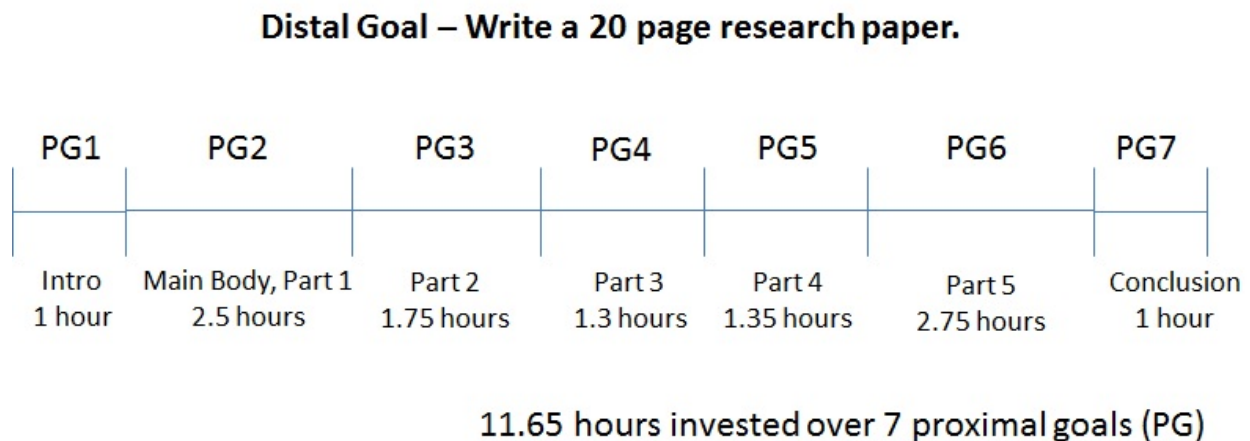 Distal Goal – Write a 20 page research paper.
PG1 PG2 PG3 PG4 PG5 PG6 PG7
Intro Main Body, Part 1 Part 2 Part 3 Part 4 Part 5 Conclusion
1 hour 2.5 hours 1.75 hours 1.3 hours 1.35 hours 2.75 hours 1 hour
11.65 hours invested over 7 proximal goals (PG)